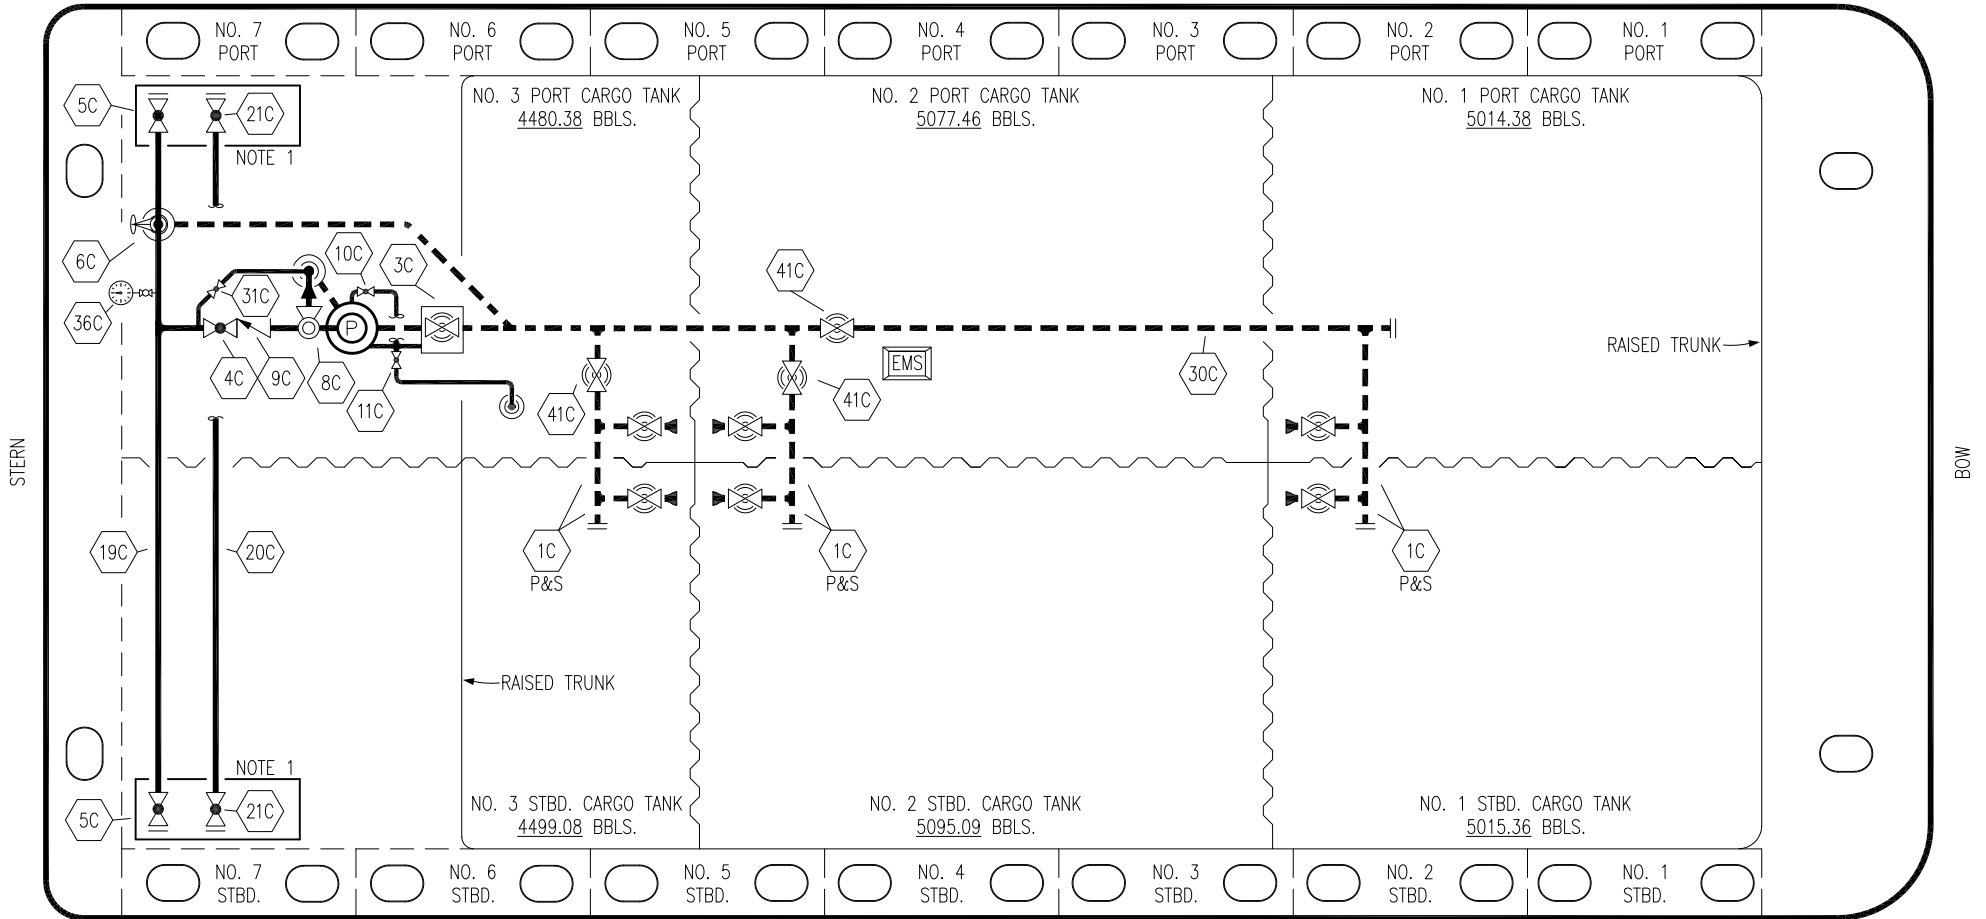 NO. 7
PORT
NO. 6
PORT
NO. 5
PORT
NO. 4
PORT
NO. 3
PORT
NO. 2
PORT
NO. 1
PORT
5C
21C
NOTE 1
NO. 3 PORT CARGO TANK
4480.38 BBLS.
NO. 2 PORT CARGO TANK
5077.46 BBLS.
NO. 1 PORT CARGO TANK
5014.38 BBLS.
6C
10C
3C
41C
31C
36C
P
RAISED TRUNK
EMS
4C
9C
8C
11C
41C
41C
30C
STERN
BOW
19C
20C
1C
P&S
1C
P&S
1C
P&S
RAISED TRUNK
NOTE 1
5C
21C
NO. 3 STBD. CARGO TANK
4499.08 BBLS.
NO. 2 STBD. CARGO TANK
5095.09 BBLS.
NO. 1 STBD. CARGO TANK
5015.36 BBLS.
NO. 7
STBD.
NO. 6
STBD.
NO. 5
STBD.
NO. 4
STBD.
NO. 3
STBD.
NO. 2
STBD.
NO. 1
STBD.